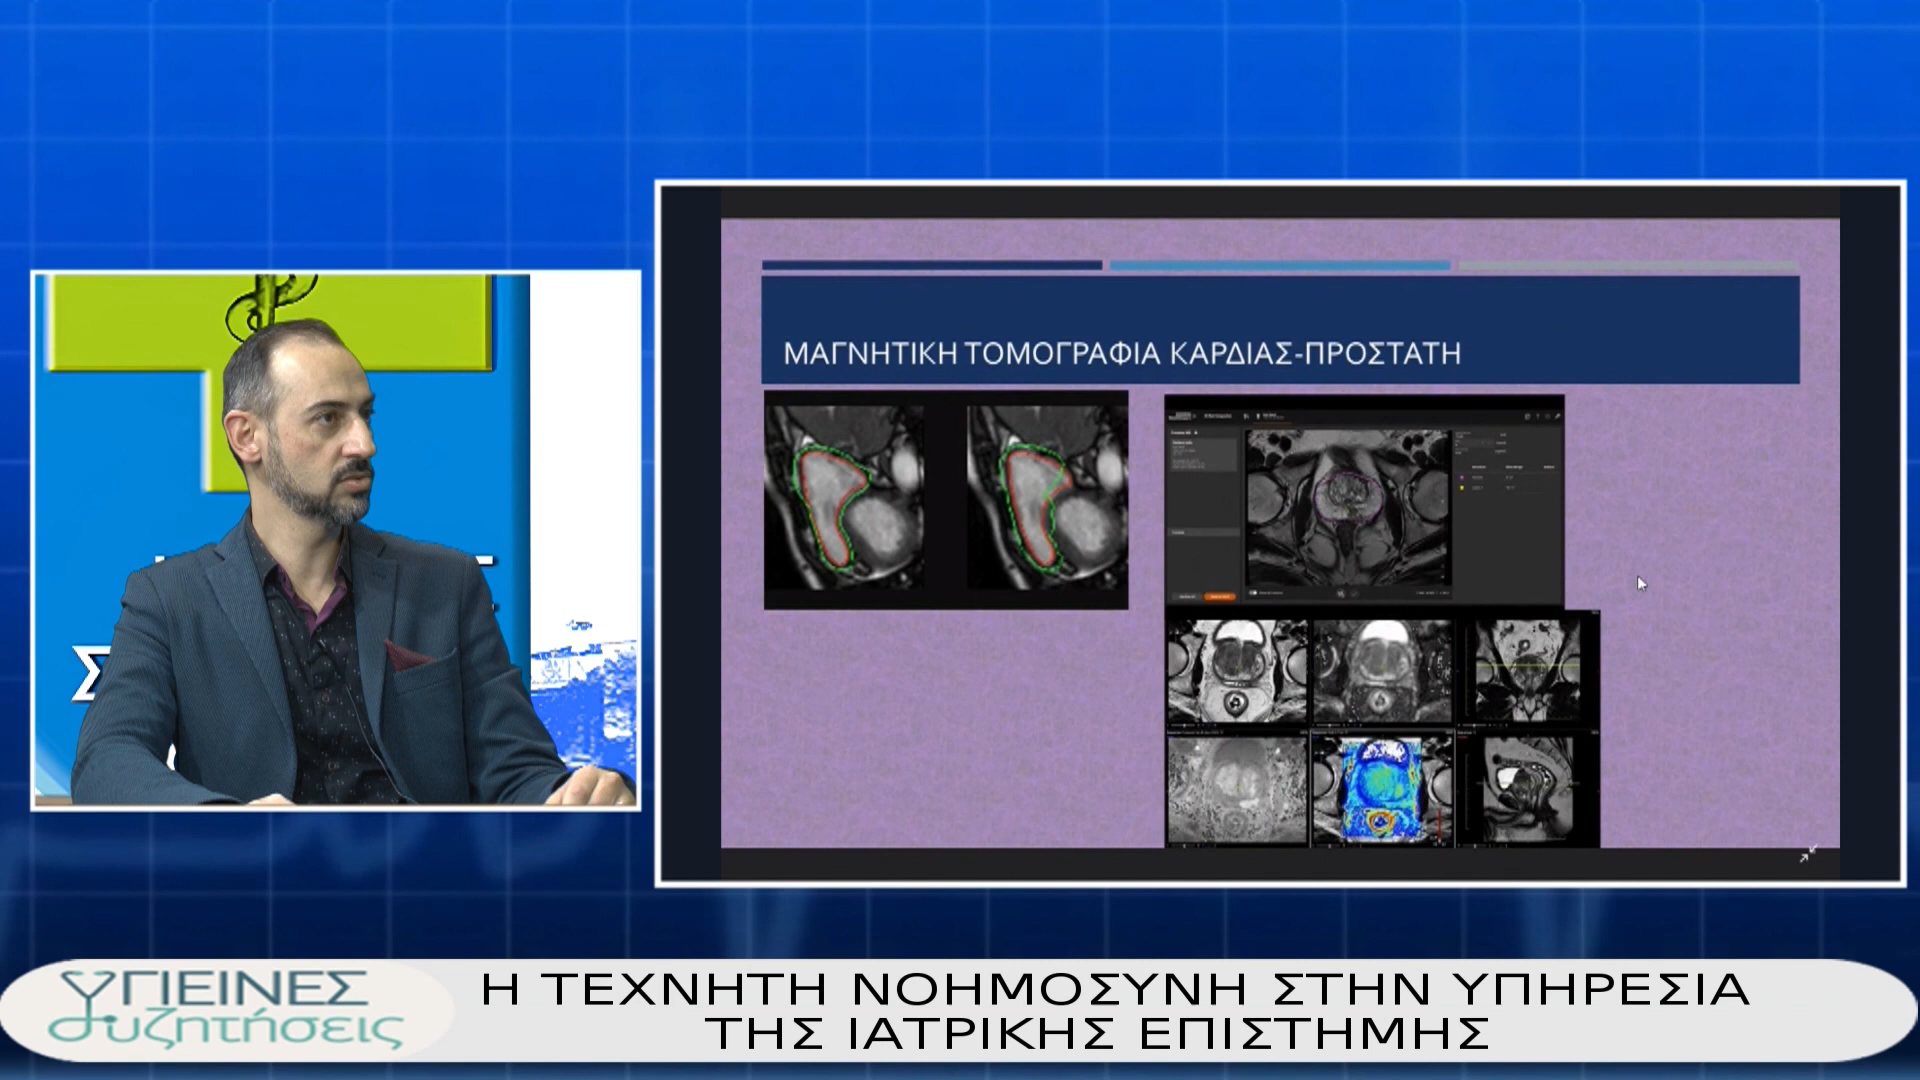 ΜΑΓΝΗΤΙΚΗ ΤΟΜΟΓΡΑΦΙΑ ΚΑΡΔΙΑΣ-ΠΡΟΣΤΑΤΗ
Σ
ΥΓΙΕΙΝΕΣ
συζητήσεις
Η ΤΕΧΝΗΤΗ ΝΟΗΜΟΣΥΝΗ ΣΤΗΝ ΥΠΗΡΕΣΙΑ
ΤΗΣ ΙΑΤΡΙΚΗΣ ΕΠΙΣΤΗΜΗΣ